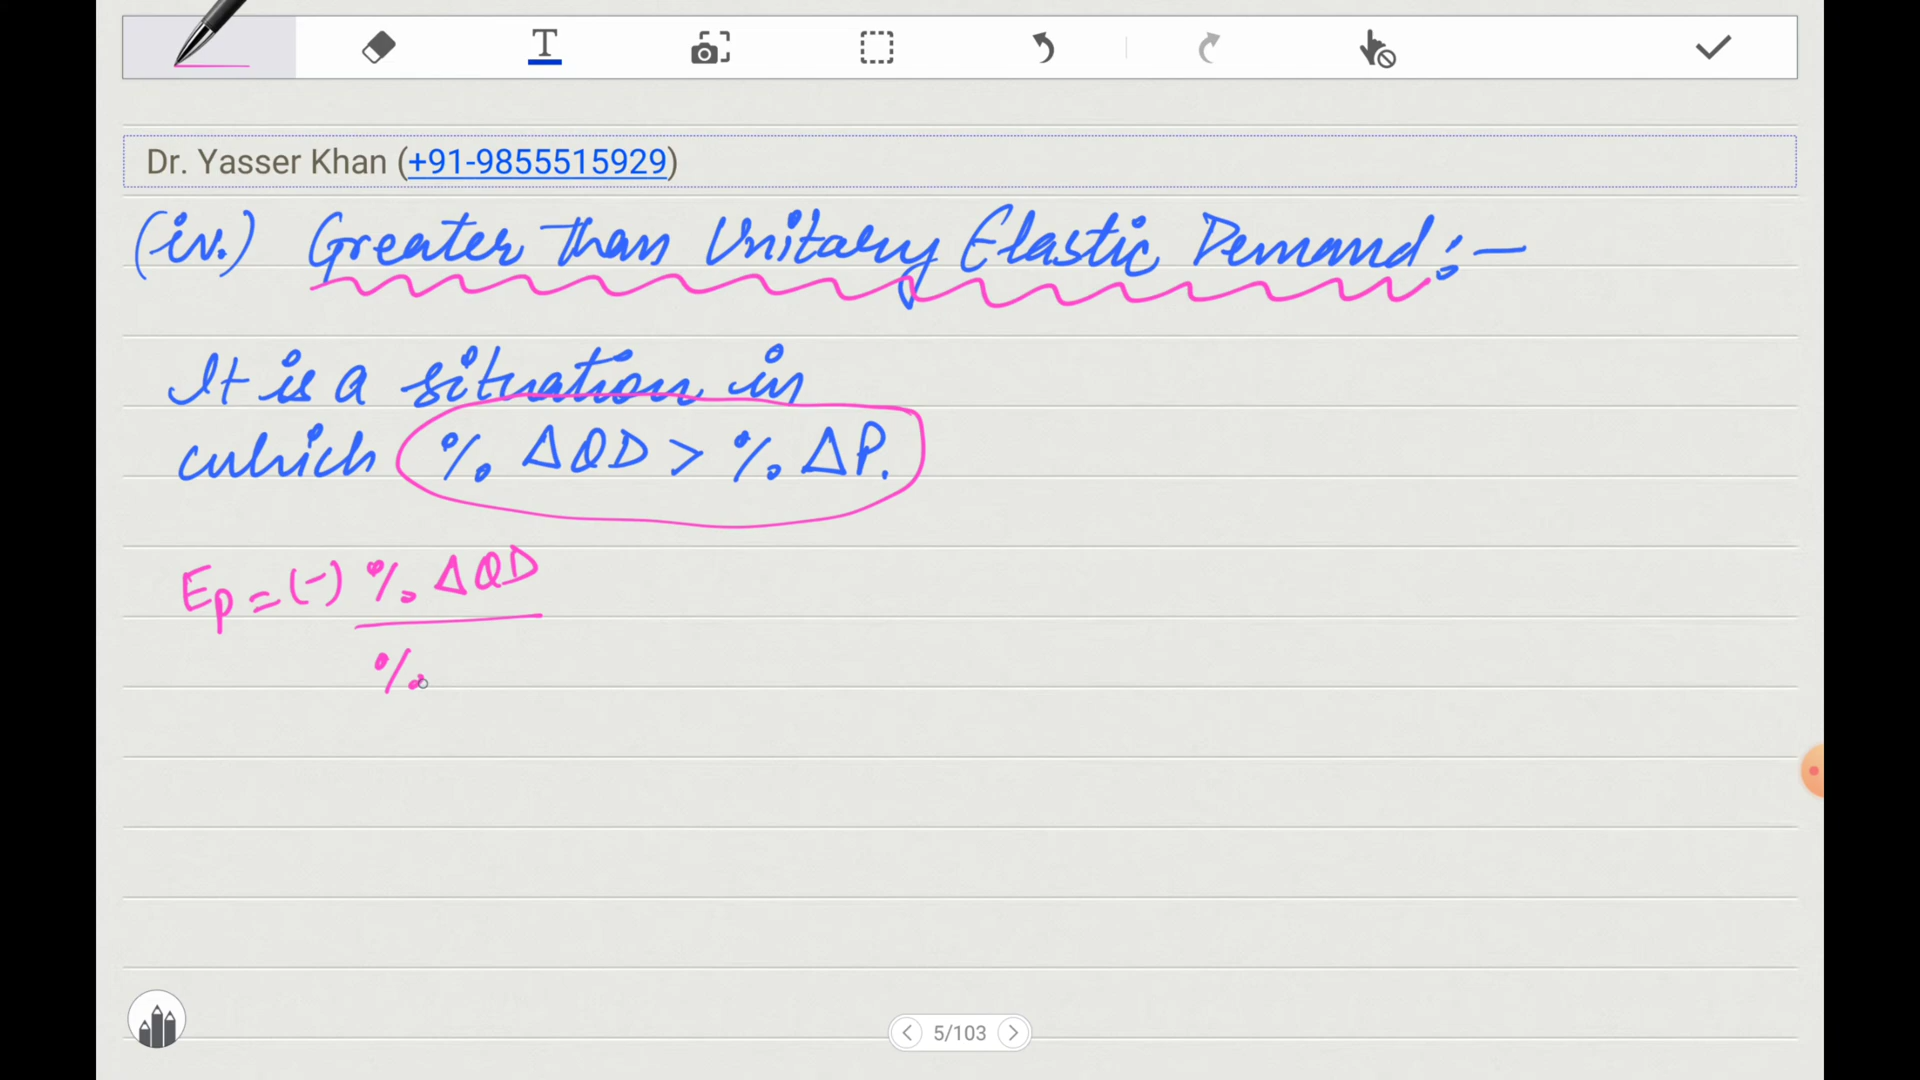 T
Dr. Yasser Khan (+91-9855515929)
(iv.) Greater than Unitary Elastic Demand :-
It is a situation in
which % ΔQD > % ΔP.
Ep = (-) % ΔQD
%
5/103